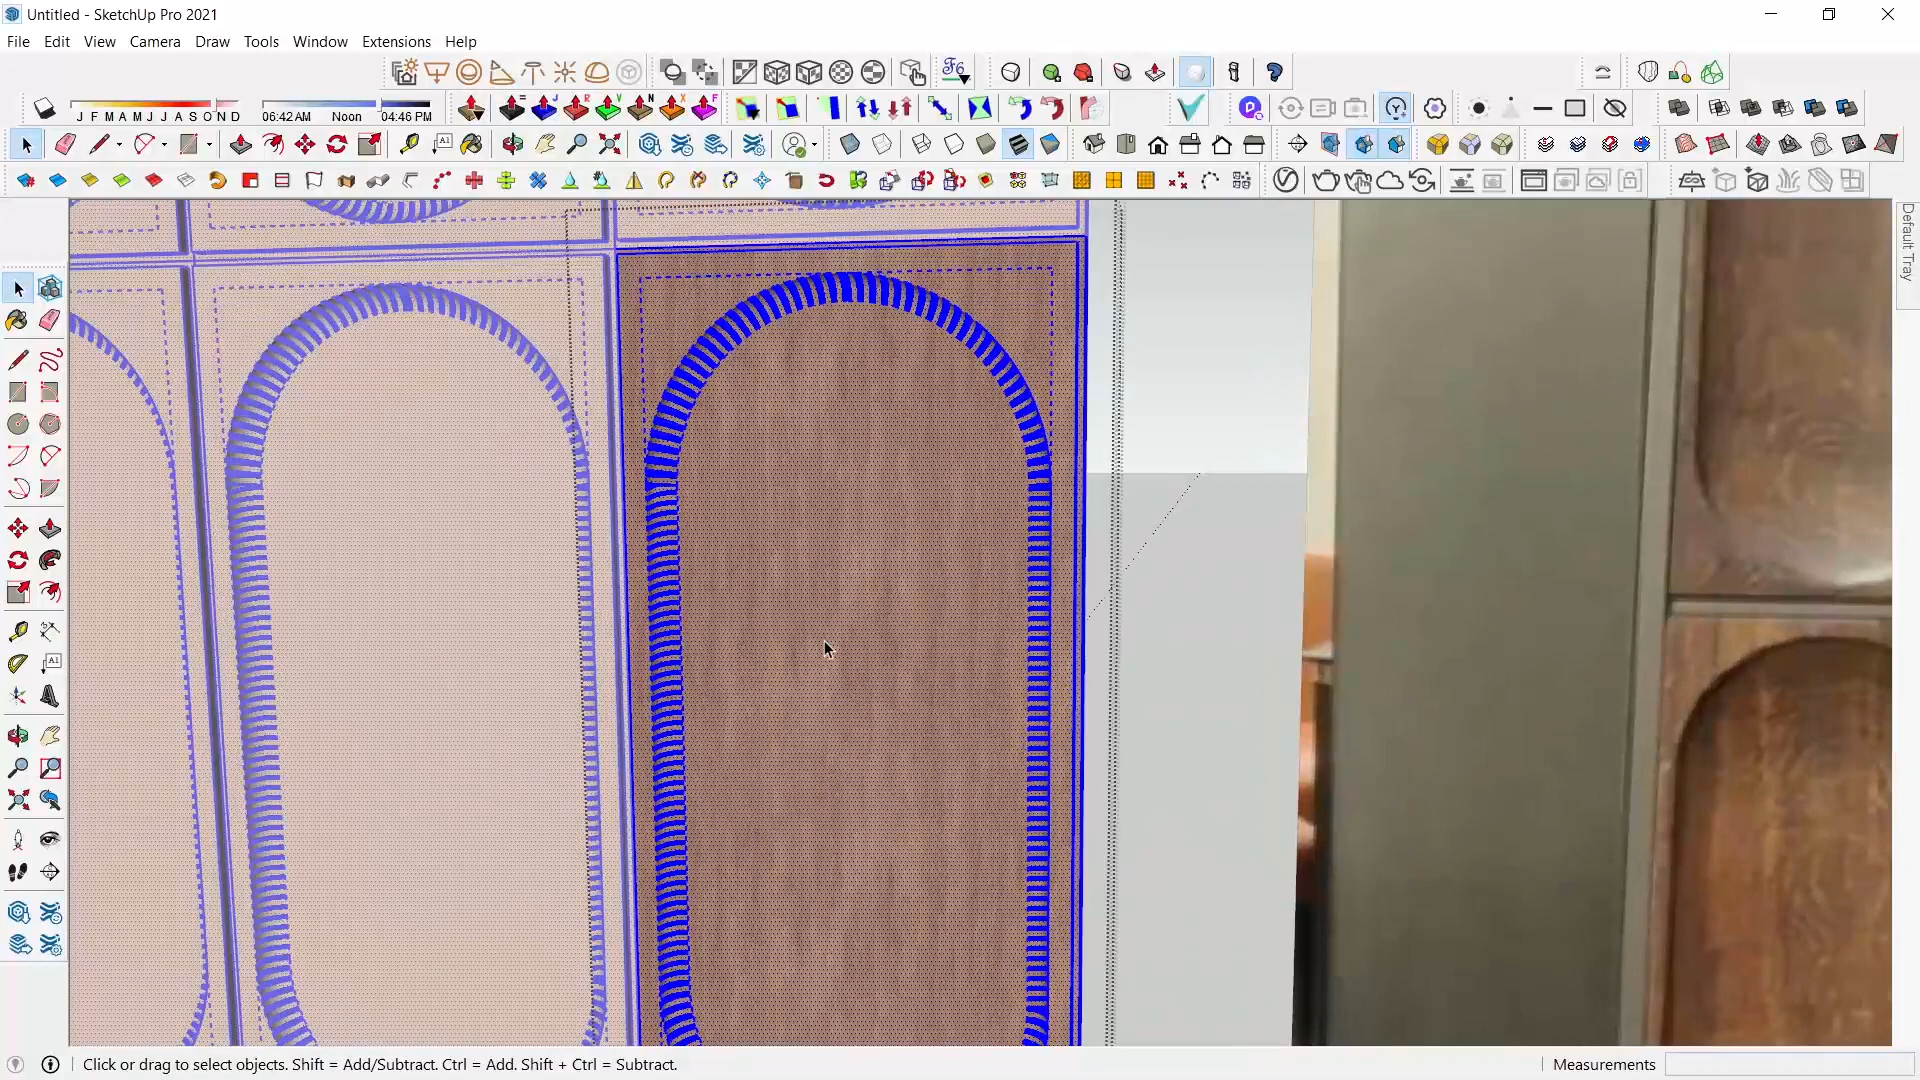 Untitled - SketchUp Pro 2021
File Edit View Camera Draw Tools Window Extensions Help
J F M A M J J A S O N D
06:42 AM Noon 04:46 PM
Default Tray
Click or drag to select objects. Shift = Add/Subtract. Ctrl = Add. Shift + Ctrl = Subtract.
Measurements